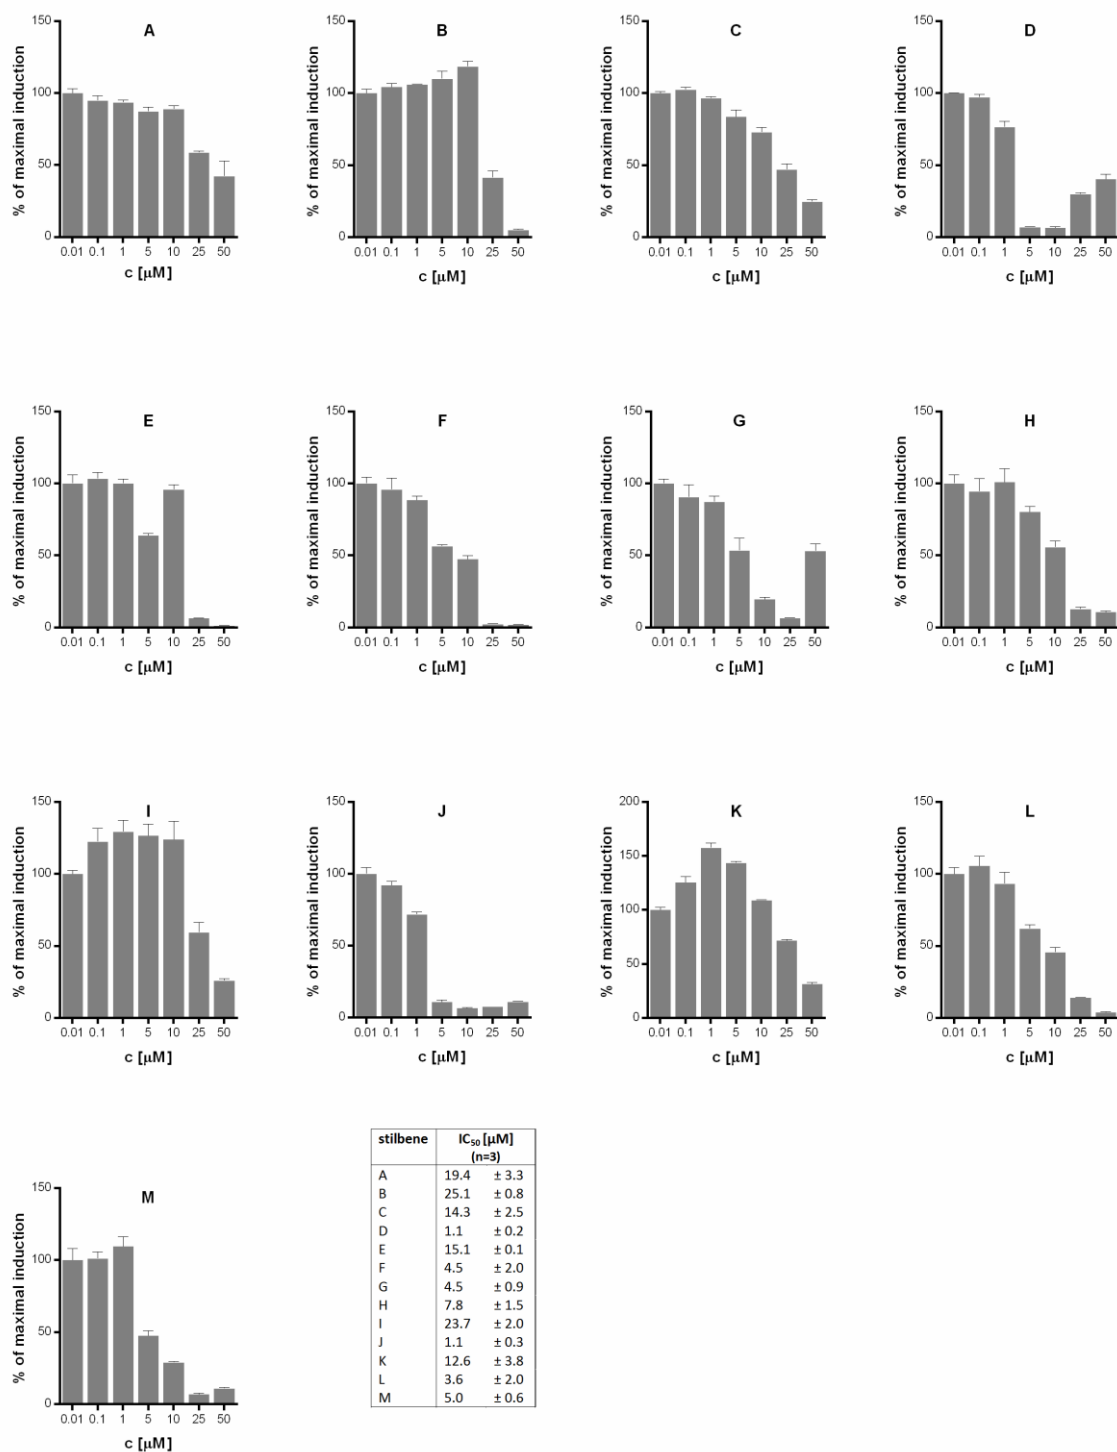 A
150
100
50
0
% of maximal induction
0.01 0.1 1 5 10 25 50
c [µM]
B
150
100
50
0
% of maximal induction
0.01 0.1 1 5 10 25 50
c [µM]
C
150
100
50
0
% of maximal induction
0.01 0.1 1 5 10 25 50
c [µM]
D
150
100
50
0
% of maximal induction
0.01 0.1 1 5 10 25 50
c [µM]
E
150
100
50
0
% of maximal induction
0.01 0.1 1 5 10 25 50
c [µM]
F
150
100
50
0
% of maximal induction
0.01 0.1 1 5 10 25 50
c [µM]
G
150
100
50
0
% of maximal induction
0.01 0.1 1 5 10 25 50
c [µM]
H
150
100
50
0
% of maximal induction
0.01 0.1 1 5 10 25 50
c [µM]
I
150
100
50
0
% of maximal induction
0.01 0.1 1 5 10 25 50
c [µM]
J
150
100
50
0
% of maximal induction
0.01 0.1 1 5 10 25 50
c [µM]
K
200
150
100
50
0
% of maximal induction
0.01 0.1 1 5 10 25 50
c [µM]
L
150
100
50
0
% of maximal induction
0.01 0.1 1 5 10 25 50
c [µM]
M
150
100
50
0
% of maximal induction
0.01 0.1 1 5 10 25 50
c [µM]
stilbene IC₅₀ [µM]
(n=3)
A 19.4 ± 3.3
B 25.1 ± 0.8
C 14.3 ± 2.5
D 1.1 ± 0.2
E 15.1 ± 0.1
F 4.5 ± 2.0
G 4.5 ± 0.9
H 7.8 ± 1.5
I 23.7 ± 2.0
J 1.1 ± 0.3
K 12.6 ± 3.8
L 3.6 ± 2.0
M 5.0 ± 0.6